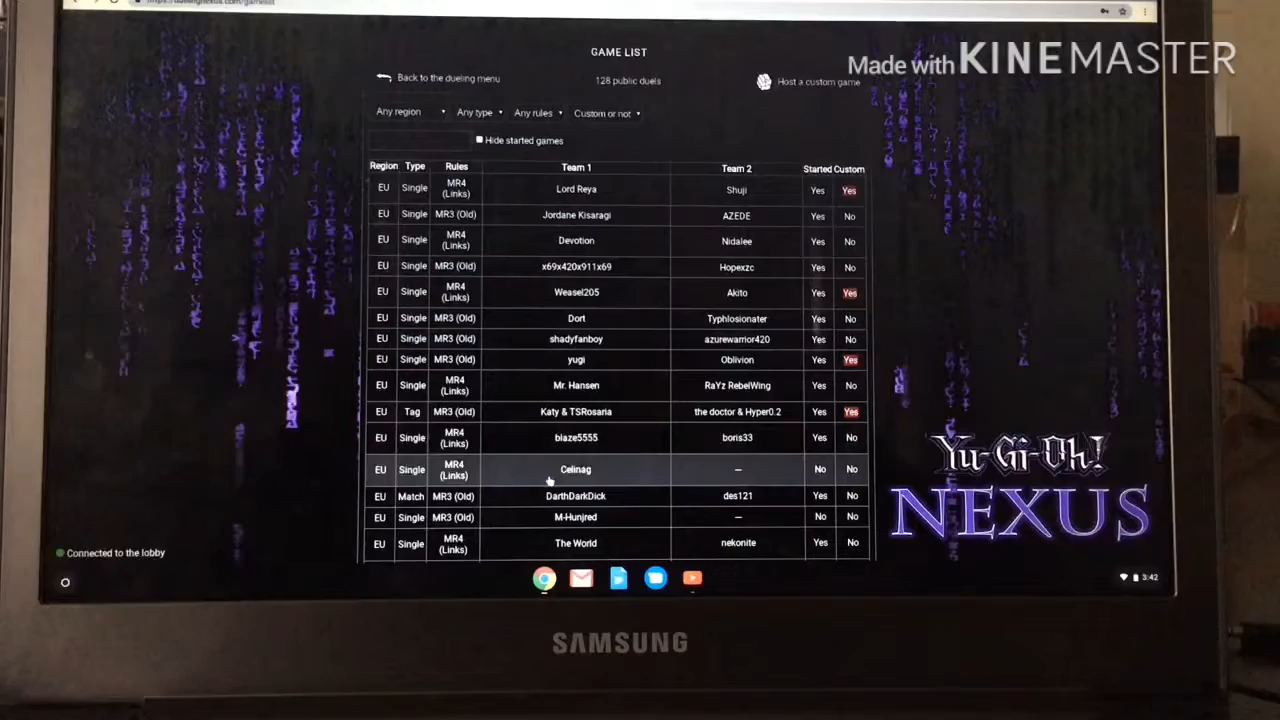 https://duelingnexus.com/gamelist
GAME LIST
Made with KINEMASTER
Back to the dueling menu 128 public duels Host a custom game
Any region Any type Any rules Custom or not
Hide started games
Region Type Rules Team 1 Team 2 Started Custom
EU Single MR4 (Links) Lord Reya Shuji Yes Yes
EU Single MR3 (Old) Jordane Kisaragi AZEDE Yes No
EU Single MR4 (Links) Devotion Nidalee Yes No
EU Single MR3 (Old) x69x420x911x69 Hopexzc Yes No
EU Single MR4 (Links) Weasel205 Akito Yes Yes
EU Single MR3 (Old) Dort Typhlosionater Yes No
EU Single MR3 (Old) shadyfanboy azurewarrior420 Yes No
EU Single MR3 (Old) yugi Oblivion Yes Yes
EU Single MR4 (Links) Mr. Hansen RaYz RebelWing Yes No
EU Tag MR3 (Old) Katy & TSRosaria the doctor & Hyper0.2 Yes Yes
EU Single MR4 (Links) blaze5555 boris33 Yes No
EU Single MR4 (Links) Celinag — No No
EU Match MR3 (Old) DarthDarkDick des121 Yes No
EU Single MR3 (Old) M-Hunjred — No No
EU Single MR4 (Links) The World nekonite Yes No
Yu-Gi-Oh!
NEXUS
Connected to the lobby
3:42
SAMSUNG